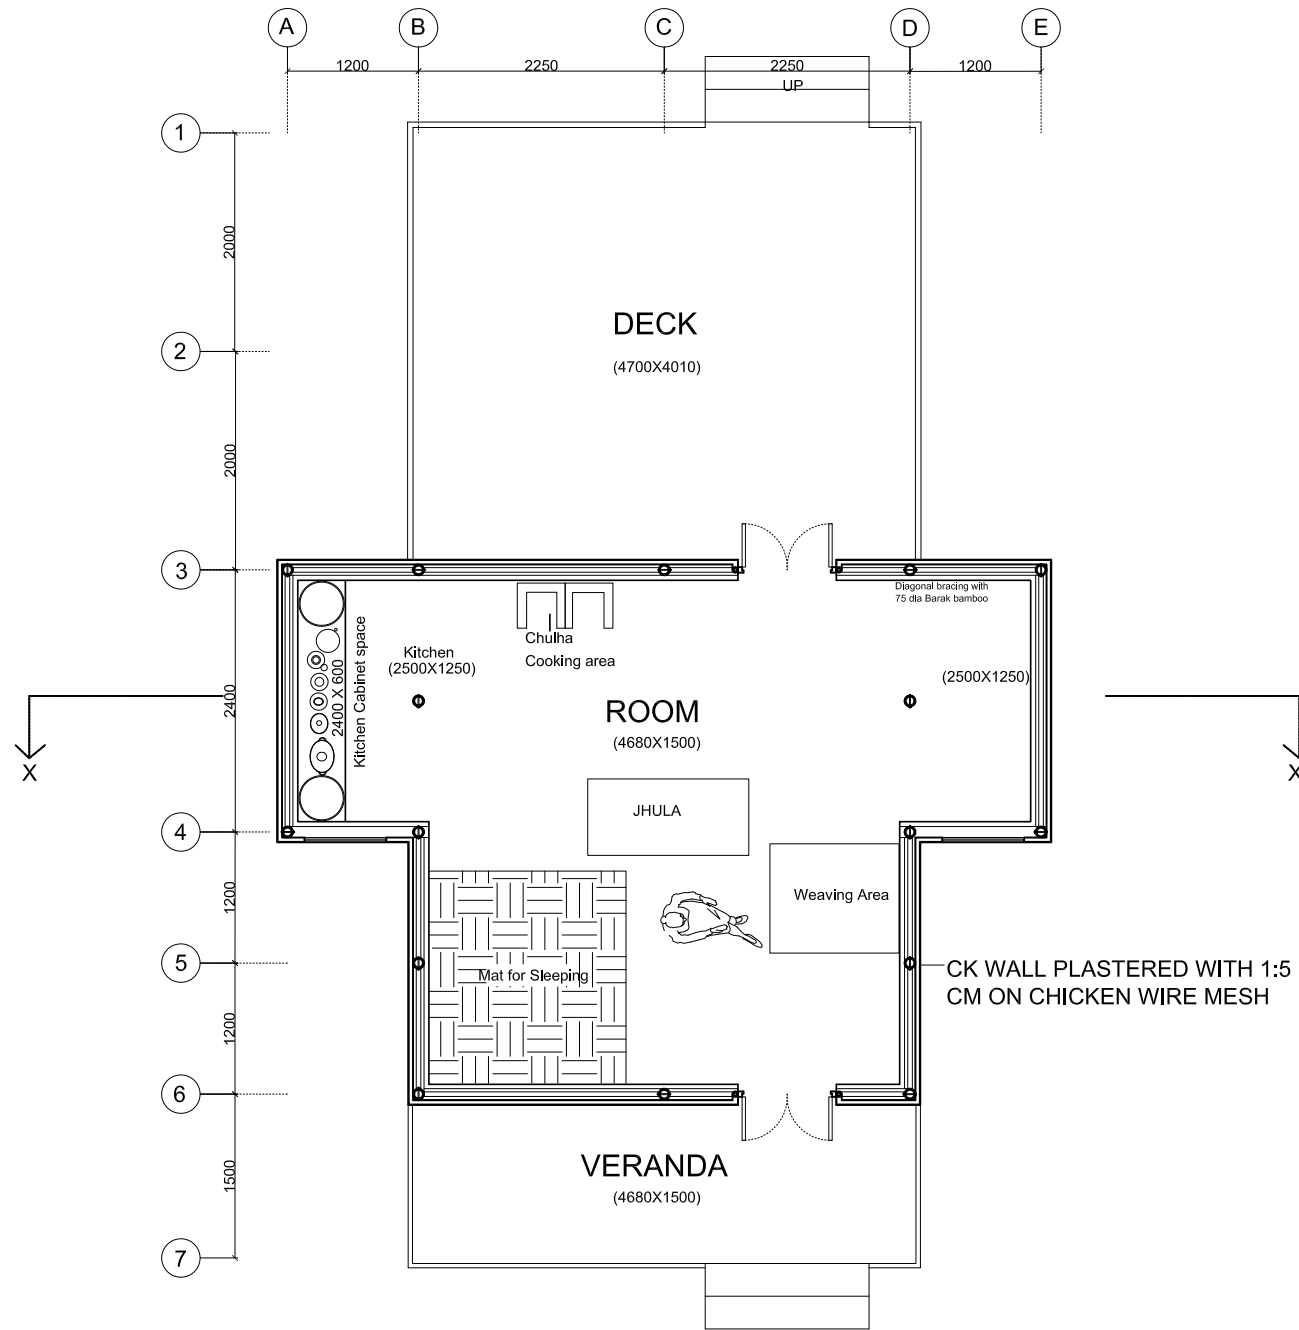 A
B
C
D
E
1200
2250
2250
1200
UP
1
2000
2
DECK
(4700X4010)
2000
3
Diagonal bracing with
75 dia Barak bamboo
Chulha
Cooking area
Kitchen
(2500X1250)
Kitchen Cabinet space
2400 X 600
(2500X1250)
2400
ROOM
(4680X1500)
X
X
JHULA
4
1200
Weaving Area
5
Mat for Sleeping
CK WALL PLASTERED WITH 1:5
CM ON CHICKEN WIRE MESH
1200
6
VERANDA
(4680X1500)
1500
7